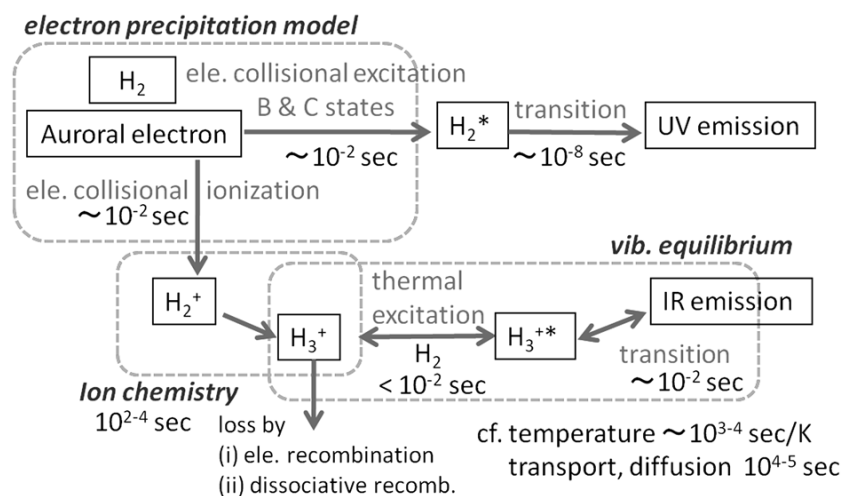 electron precipitation model
H₂
ele. collisional excitation
B & C states
Auroral electron
H₂*
transition
UV emission
～10⁻² sec
～10⁻⁸ sec
ele. collisional ionization
～10⁻² sec
vib. equilibrium
thermal
excitation
H₂⁺
IR emission
H₃⁺
H₂
H₃⁺*
< 10⁻² sec
transition
～10⁻² sec
Ion chemistry
10²⁻⁴ sec
loss by
(i) ele. recombination
(ii) dissociative recomb.
cf. temperature ～10³⁻⁴ sec/K
transport, diffusion 10⁴⁻⁵ sec